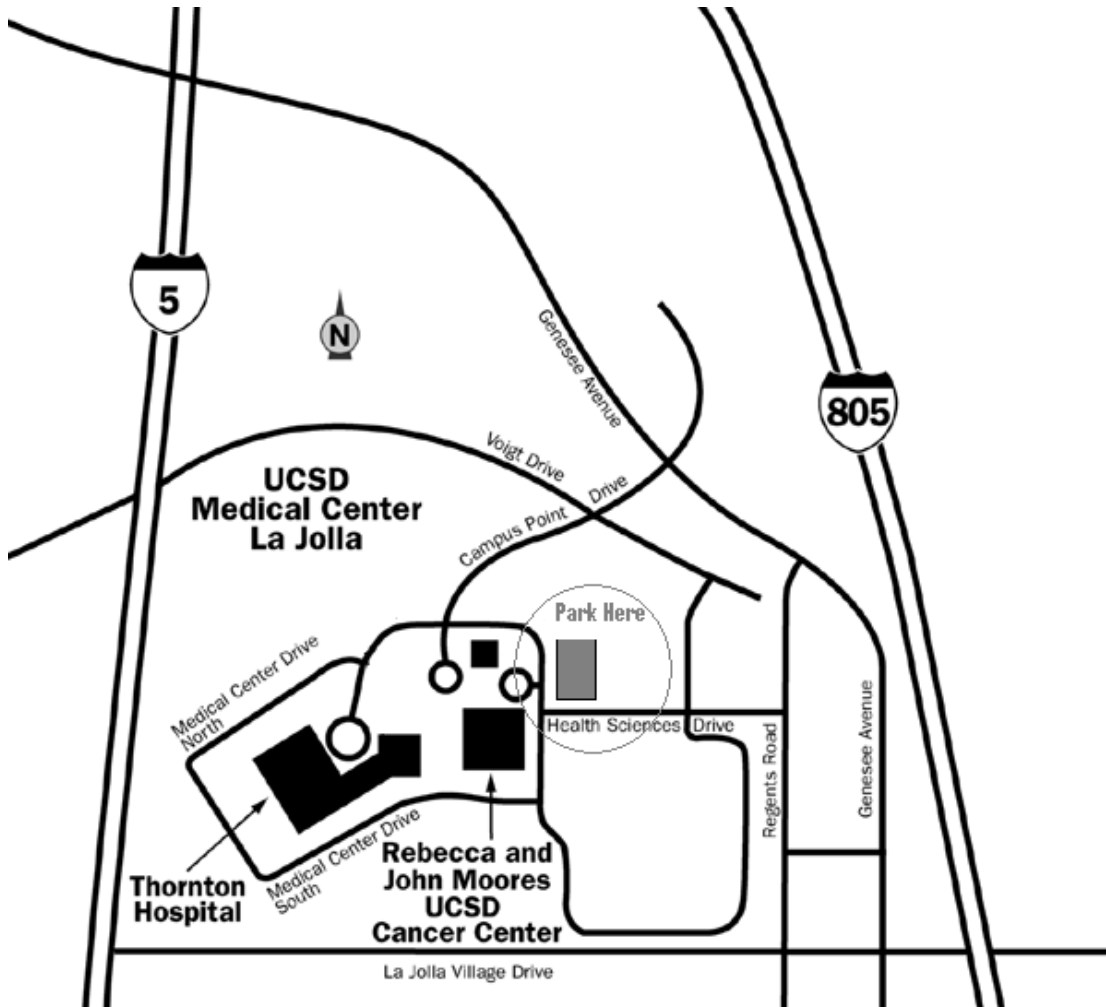 5
N
Genesee Avenue
805
Voigt Drive
UCSD
Medical Center
La Jolla
Campus Point Drive
Park Here
Medical Center Drive
North
Health Sciences Drive
Regents Road
Genesee Avenue
Medical Center Drive
South
Thornton
Hospital
Rebecca and
John Moores
UCSD
Cancer Center
La Jolla Village Drive